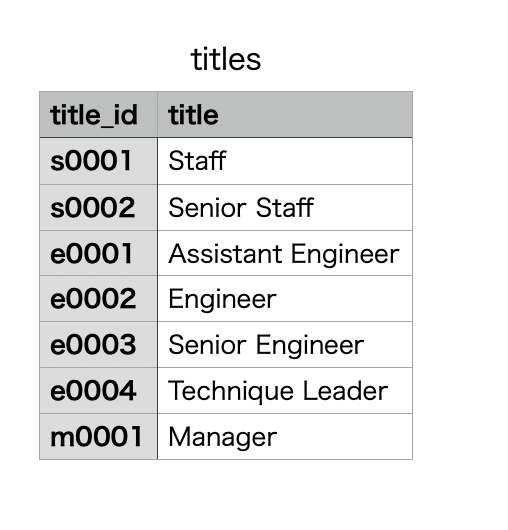 titles
title_id title
s0001 Staff
s0002 Senior Staff
e0001 Assistant Engineer
e0002 Engineer
e0003 Senior Engineer
e0004 Technique Leader
m0001 Manager